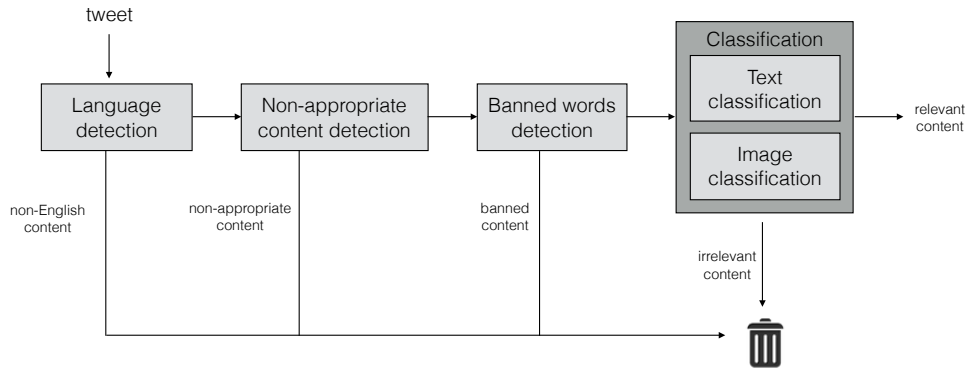 tweet
Language
detection
Non-appropriate
content detection
Banned words
detection
Classification
Text
classification
Image
classification
relevant
content
non-English
content
non-appropriate
content
banned
content
irrelevant
content